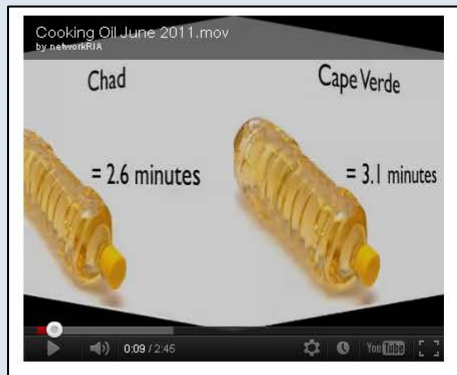 Cooking Oil June 2011.mov
by networkRIA
Chad
= 2.6 minutes
Cape Verde
= 3.1 minutes
0:09 / 2:45
YouTube